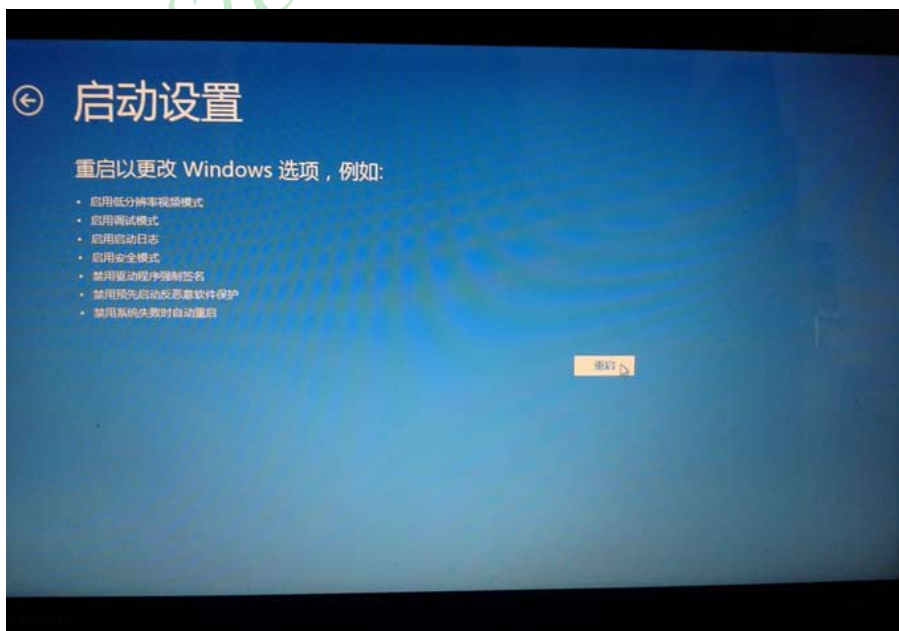 启动设置
重启以更改 Windows 选项，例如:
• 启用低分辨率视频模式
• 启用调试模式
• 启用启动日志
• 启用安全模式
• 禁用驱动程序强制签名
• 禁用预先启动反恶意软件保护
• 禁用系统失败时自动重启
重启